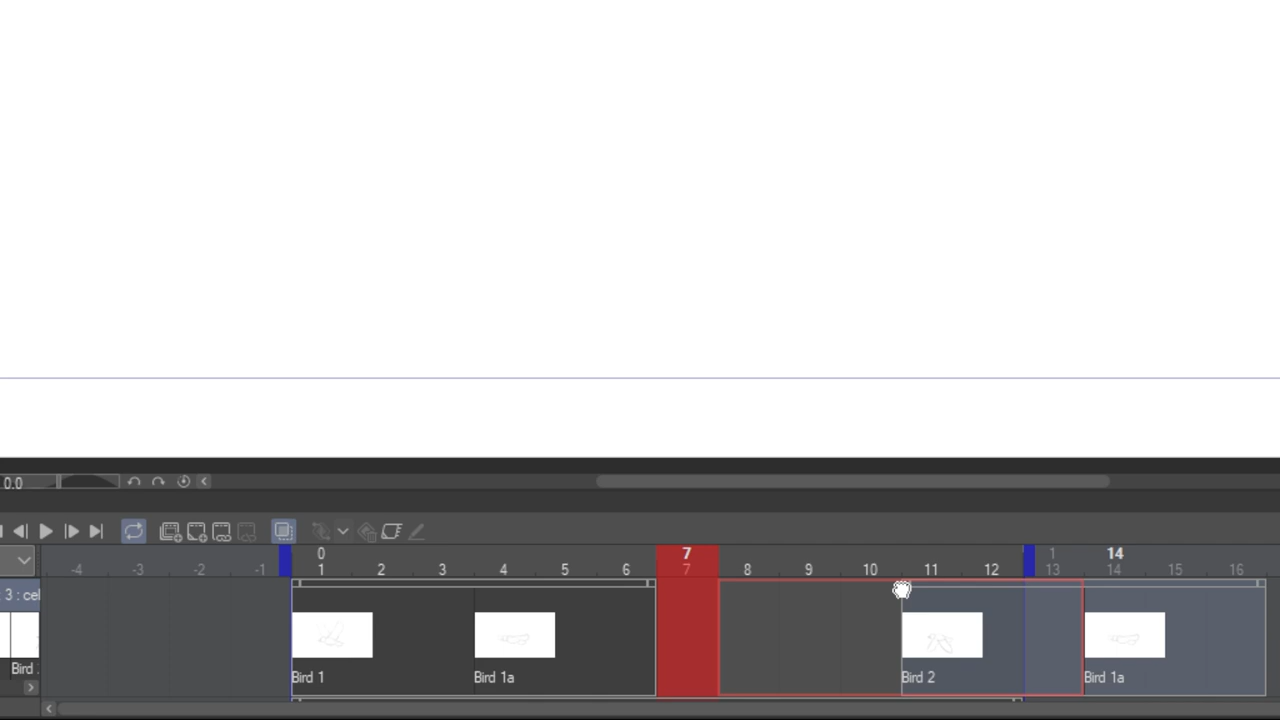 0.0
0 7 1 14
-4 -3 -2 -1 1 2 3 4 5 6 7 8 9 10 11 12 13 14 15 16
3 : cel
Bird Bird 1 Bird 1a Bird 2 Bird 1a